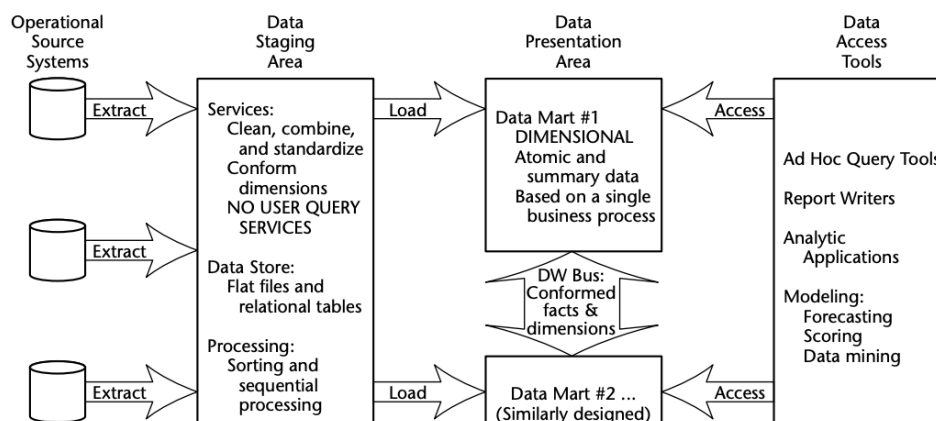 Operational
Source
Systems
Data
Staging
Area
Data
Presentation
Area
Data
Access
Tools
Extract
Extract
Extract
Services:
Clean, combine,
and standardize
Conform
dimensions
NO USER QUERY
SERVICES
Data Store:
Flat files and
relational tables
Processing:
Sorting and
sequential
processing
Load
Load
Data Mart #1
DIMENSIONAL
Atomic and
summary data
Based on a single
business process
DW Bus:
Conformed
facts &
dimensions
Data Mart #2 ...
(Similarly designed)
Access
Access
Ad Hoc Query Tools
Report Writers
Analytic
Applications
Modeling:
Forecasting
Scoring
Data mining